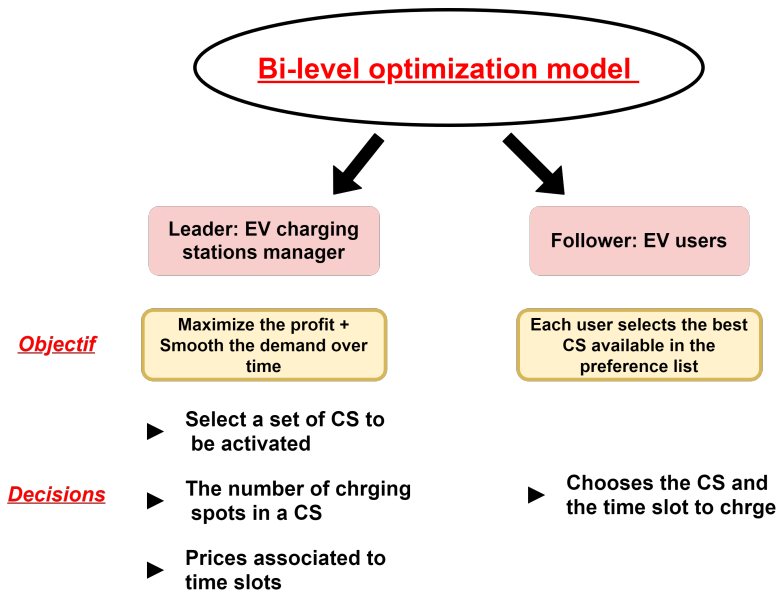 Bi-level optimization model
Leader: EV charging
stations manager
Follower: EV users
Objectif
Maximize the profit +
Smooth the demand over
time
Each user selects the best
CS available in the
preference list
Decisions
Select a set of CS to
be activated
The number of chrging
spots in a CS
Prices associated to
time slots
Chooses the CS and
the time slot to chrge